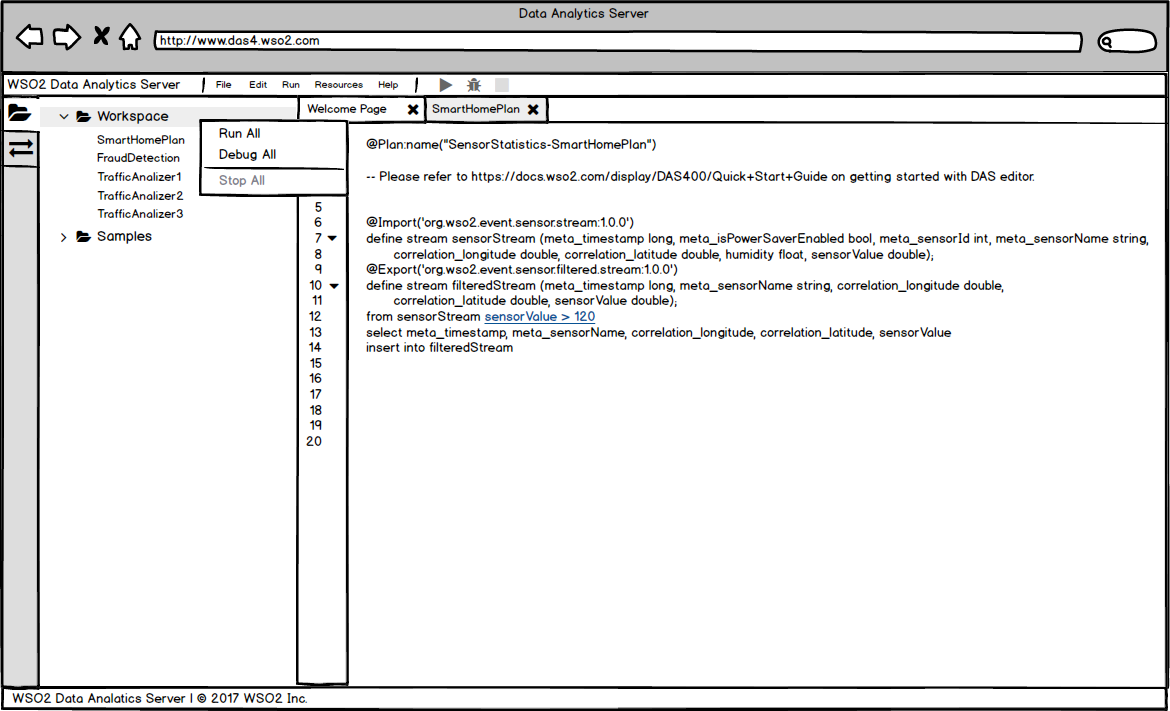 Data Analytics Server
http://www.das4.wso2.com
WSO2 Data Analytics Server
File Edit Run Resources Help
Workspace
SmartHomePlan
FraudDetection
TrafficAnalizer1
TrafficAnalizer2
TrafficAnalizer3
Samples
Run All
Debug All
Stop All
Welcome Page
SmartHomePlan
@Plan:name("SensorStatistics-SmartHomePlan")
-- Please refer to https://docs.wso2.com/display/DAS400/Quick+Start+Guide on getting started with DAS editor.
5
6 @Import('org.wso2.event.sensor.stream:1.0.0')
7 define stream sensorStream (meta_timestamp long, meta_isPowerSaverEnabled bool, meta_sensorId int, meta_sensorName string,
8 correlation_longitude double, correlation_latitude double, humidity float, sensorValue double);
9 @Export('org.wso2.event.sensor.filtered.stream:1.0.0')
10 define stream filteredStream (meta_timestamp long, meta_sensorName string, correlation_longitude double,
11 correlation_latitude double, sensorValue double);
12 from sensorStream sensorValue > 120
13 select meta_timestamp, meta_sensorName, correlation_longitude, correlation_latitude, sensorValue
14 insert into filteredStream
15
16
17
18
19
20
WSO2 Data Analatics Server | © 2017 WSO2 Inc.